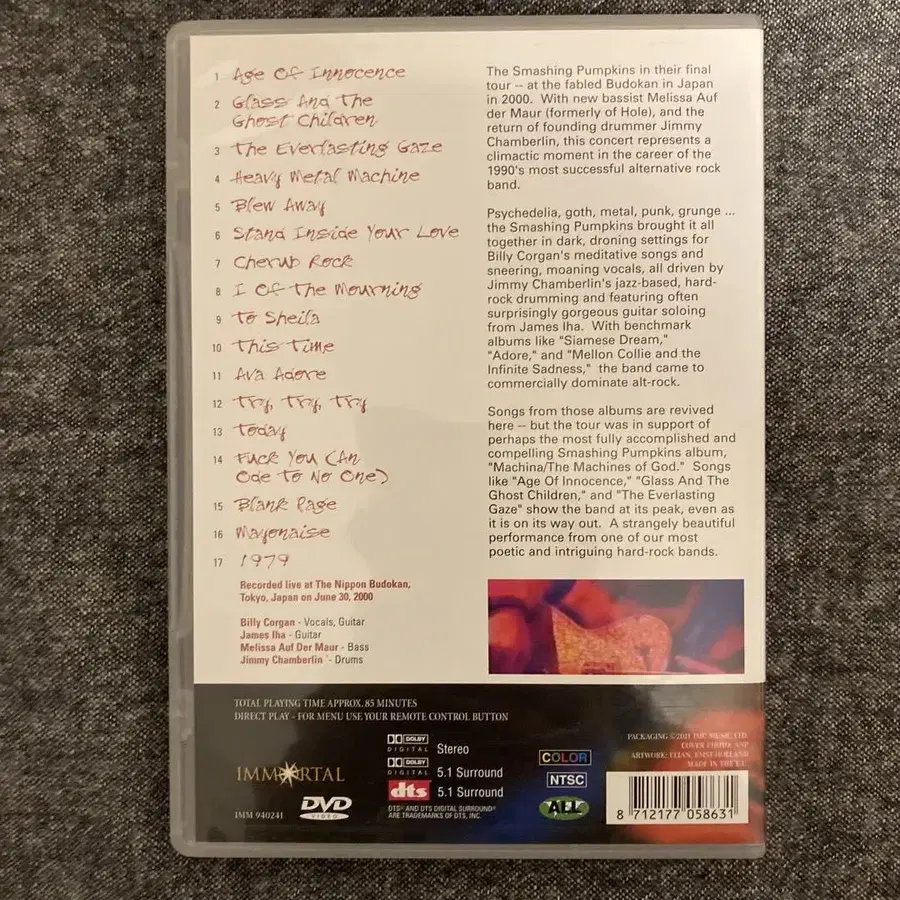 1 Age Of Innocence
2 Glass And The
Ghost Children
3 The Everlasting Gaze
4 Heavy Metal Machine
5 Blew Away
6 Stand Inside Your Love
7 Cherub Rock
8 I Of The Mourning
9 To Sheila
10 This Time
11 Ava Adore
12 Try, Try, Try
13 Today
14 Fuck You (An
Ode To No One)
15 Blank Page
16 Mayonaise
17 1979
Recorded live at The Nippon Budokan,
Tokyo, Japan on June 30, 2000
Billy Corgan - Vocals, Guitar
James Iha - Guitar
Melissa Auf Der Maur - Bass
Jimmy Chamberlin - Drums
The Smashing Pumpkins in their final
tour -- at the fabled Budokan in Japan
in 2000. With new bassist Melissa Auf
der Maur (formerly of Hole), and the
return of founding drummer Jimmy
Chamberlin, this concert represents a
climactic moment in the career of the
1990's most successful alternative rock
band.
Psychedelia, goth, metal, punk, grunge ...
the Smashing Pumpkins brought it all
together in dark, droning settings for
Billy Corgan's meditative songs and
sneering, moaning vocals, all driven by
Jimmy Chamberlin's jazz-based, hard-
rock drumming and featuring often
surprisingly gorgeous guitar soloing
from James Iha. With benchmark
albums like "Siamese Dream,"
"Adore," and "Mellon Collie and the
Infinite Sadness," the band came to
commercially dominate alt-rock.
Songs from those albums are revived
here -- but the tour was in support of
perhaps the most fully accomplished and
compelling Smashing Pumpkins album,
"Machina/The Machines of God." Songs
like "Age Of Innocence," "Glass And The
Ghost Children," and "The Everlasting
Gaze" show the band at its peak, even as
it is on its way out. A strangely beautiful
performance from one of our most
poetic and intriguing hard-rock bands.
TOTAL PLAYING TIME APPROX. 85 MINUTES
DIRECT PLAY - FOR MENU USE YOUR REMOTE CONTROL BUTTON
IMMORTAL
IMM 940241
DVD
VIDEO
DOLBY
DIGITAL Stereo
DOLBY
DIGITAL 5.1 Surround
dts 5.1 Surround
DTS® AND DTS DIGITAL SURROUND®
ARE TRADEMARKS OF DTS, INC.
COLOR
NTSC
ALL
PACKAGING ©2011 IMC MUSIC LTD.
COVER PHOTO: ANP
ARTWORK: ELIAN, EMST HOLLAND
MADE IN THE E.U.
8 712177 058631